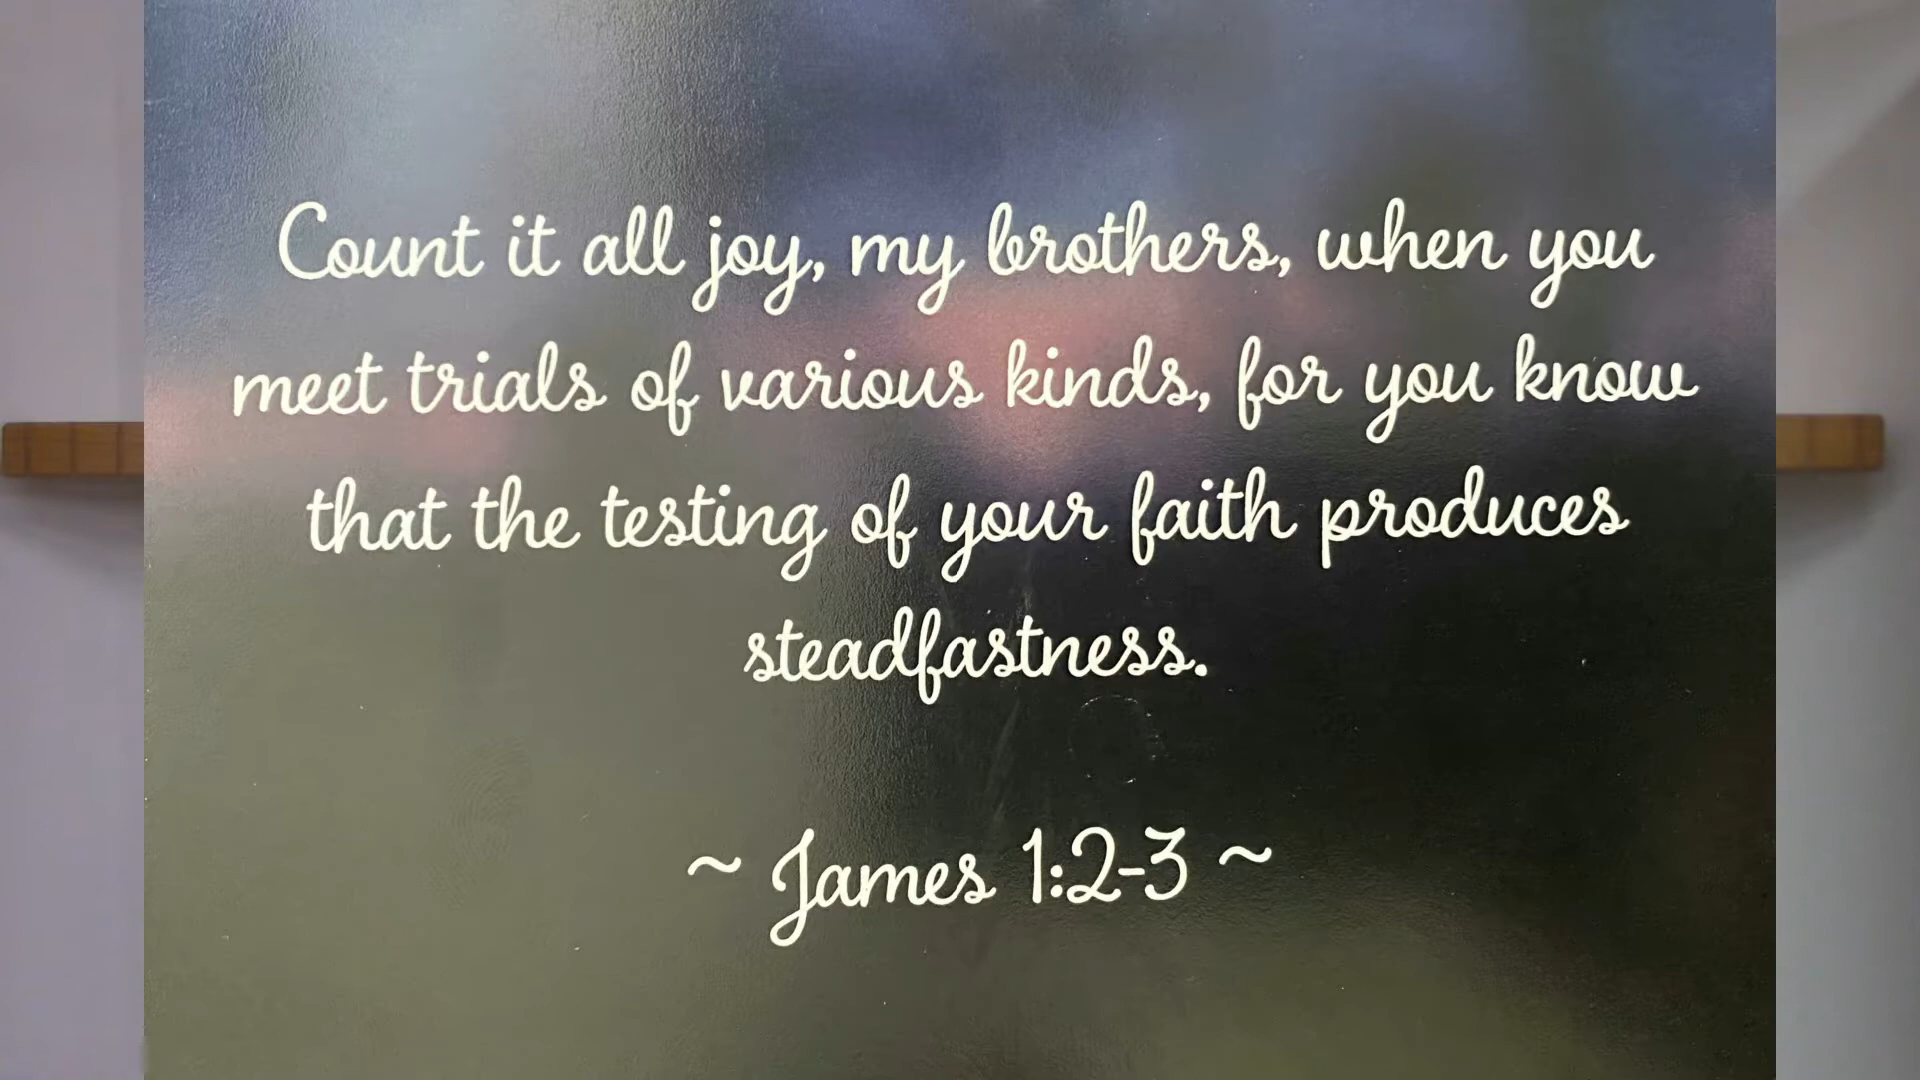 Count it all joy, my brothers, when you
meet trials of various kinds, for you know
that the testing of your faith produces
steadfastness.
~ James 1:2-3 ~